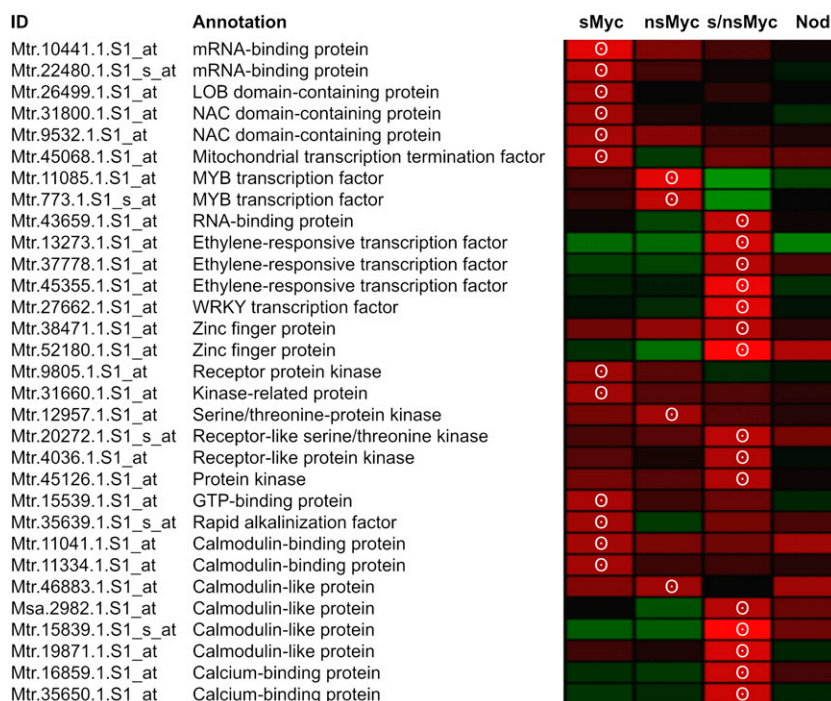 ID Annotation sMyc nsMyc s/nsMyc Nod
Mtr.10441.1.S1_at mRNA-binding protein
Mtr.22480.1.S1_s_at mRNA-binding protein
Mtr.26499.1.S1_at LOB domain-containing protein
Mtr.31800.1.S1_at NAC domain-containing protein
Mtr.9532.1.S1_at NAC domain-containing protein
Mtr.45068.1.S1_at Mitochondrial transcription termination factor
Mtr.11085.1.S1_at MYB transcription factor
Mtr.773.1.S1_s_at MYB transcription factor
Mtr.43659.1.S1_at RNA-binding protein
Mtr.13273.1.S1_at Ethylene-responsive transcription factor
Mtr.37778.1.S1_at Ethylene-responsive transcription factor
Mtr.45355.1.S1_at Ethylene-responsive transcription factor
Mtr.27662.1.S1_at WRKY transcription factor
Mtr.38471.1.S1_at Zinc finger protein
Mtr.52180.1.S1_at Zinc finger protein
Mtr.9805.1.S1_at Receptor protein kinase
Mtr.31660.1.S1_at Kinase-related protein
Mtr.12957.1.S1_at Serine/threonine-protein kinase
Mtr.20272.1.S1_s_at Receptor-like serine/threonine kinase
Mtr.4036.1.S1_at Receptor-like protein kinase
Mtr.45126.1.S1_at Protein kinase
Mtr.15539.1.S1_at GTP-binding protein
Mtr.35639.1.S1_s_at Rapid alkalinization factor
Mtr.11041.1.S1_at Calmodulin-binding protein
Mtr.11334.1.S1_at Calmodulin-binding protein
Mtr.46883.1.S1_at Calmodulin-like protein
Msa.2982.1.S1_at Calmodulin-like protein
Mtr.15839.1.S1_s_at Calmodulin-like protein
Mtr.19871.1.S1_at Calmodulin-like protein
Mtr.16859.1.S1_at Calcium-binding protein
Mtr.35650.1.S1_at Calcium-binding protein